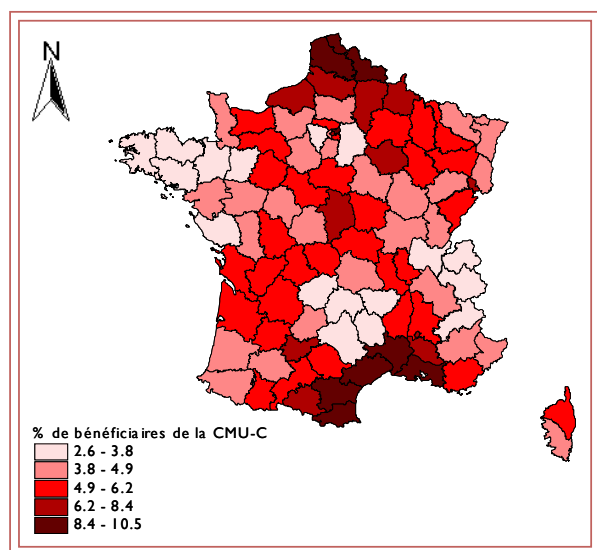 N
% de bénéficiaires de la CMU-C
2.6 - 3.8
3.8 - 4.9
4.9 - 6.2
6.2 - 8.4
8.4 - 10.5